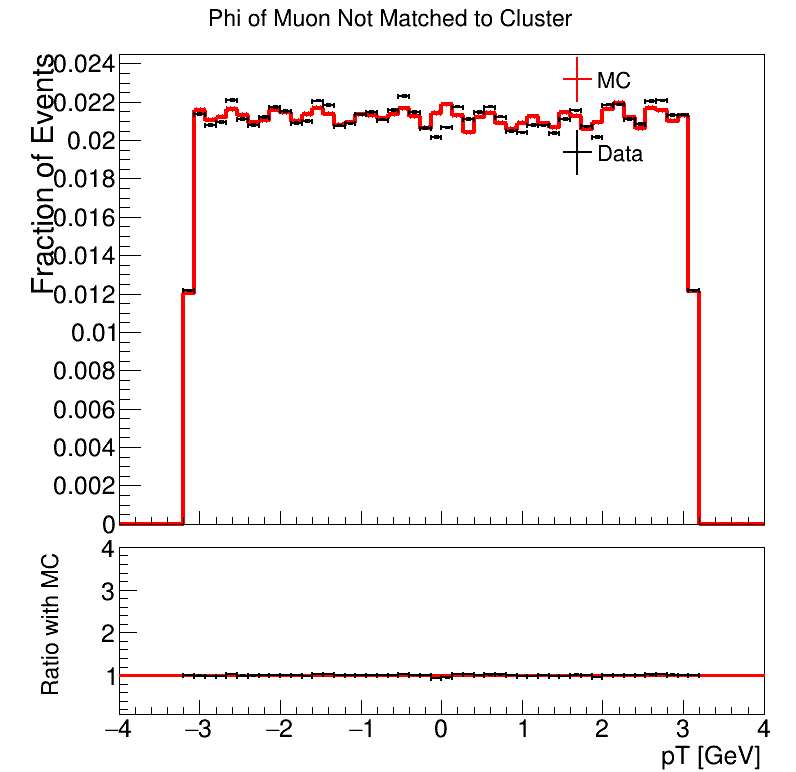 Phi of Muon Not Matched to Cluster
Fraction of Events
0.024
0.022
0.02
0.018
0.016
0.014
0.012
0.01
0.008
0.006
0.004
0.002
0
MC
Data
Ratio with MC
4
3
2
1
−4 −3 −2 −1 0 1 2 3 4
pT [GeV]